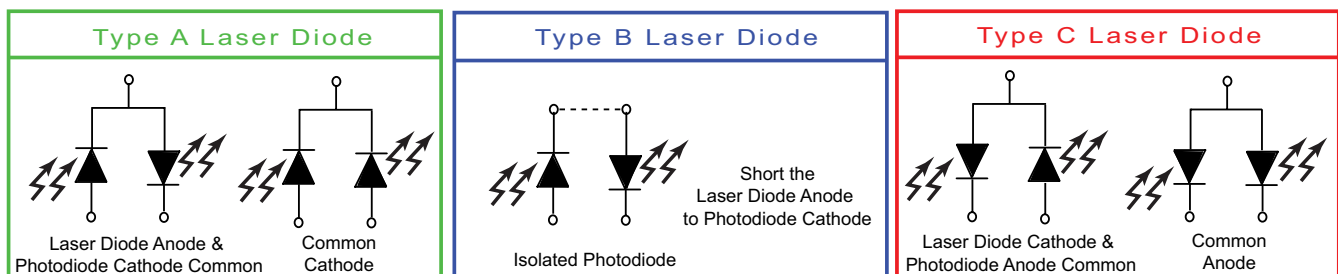 Type A Laser Diode
Laser Diode Anode &
Photodiode Cathode Common
Common
Cathode
Type B Laser Diode
Short the
Laser Diode Anode
to Photodiode Cathode
Isolated Photodiode
Type C Laser Diode
Laser Diode Cathode &
Photodiode Anode Common
Common
Anode